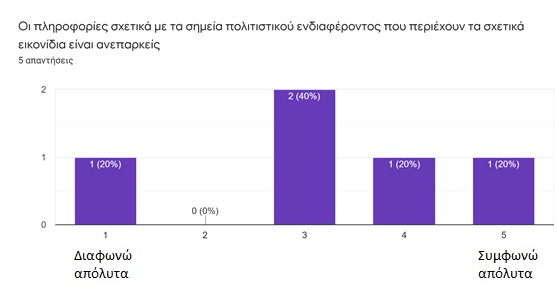 Οι πληροφορίες σχετικά με τα σημεία πολιτιστικού ενδιαφέροντος που περιέχουν τα σχετικά
εικονίδια είναι ανεπαρκείς
5 απαντήσεις
2
2 (40%)
1
1 (20%)
1 (20%)
1 (20%)
0 (0%)
0
1
2
3
4
5
Διαφωνώ
απόλυτα
Συμφωνώ
απόλυτα